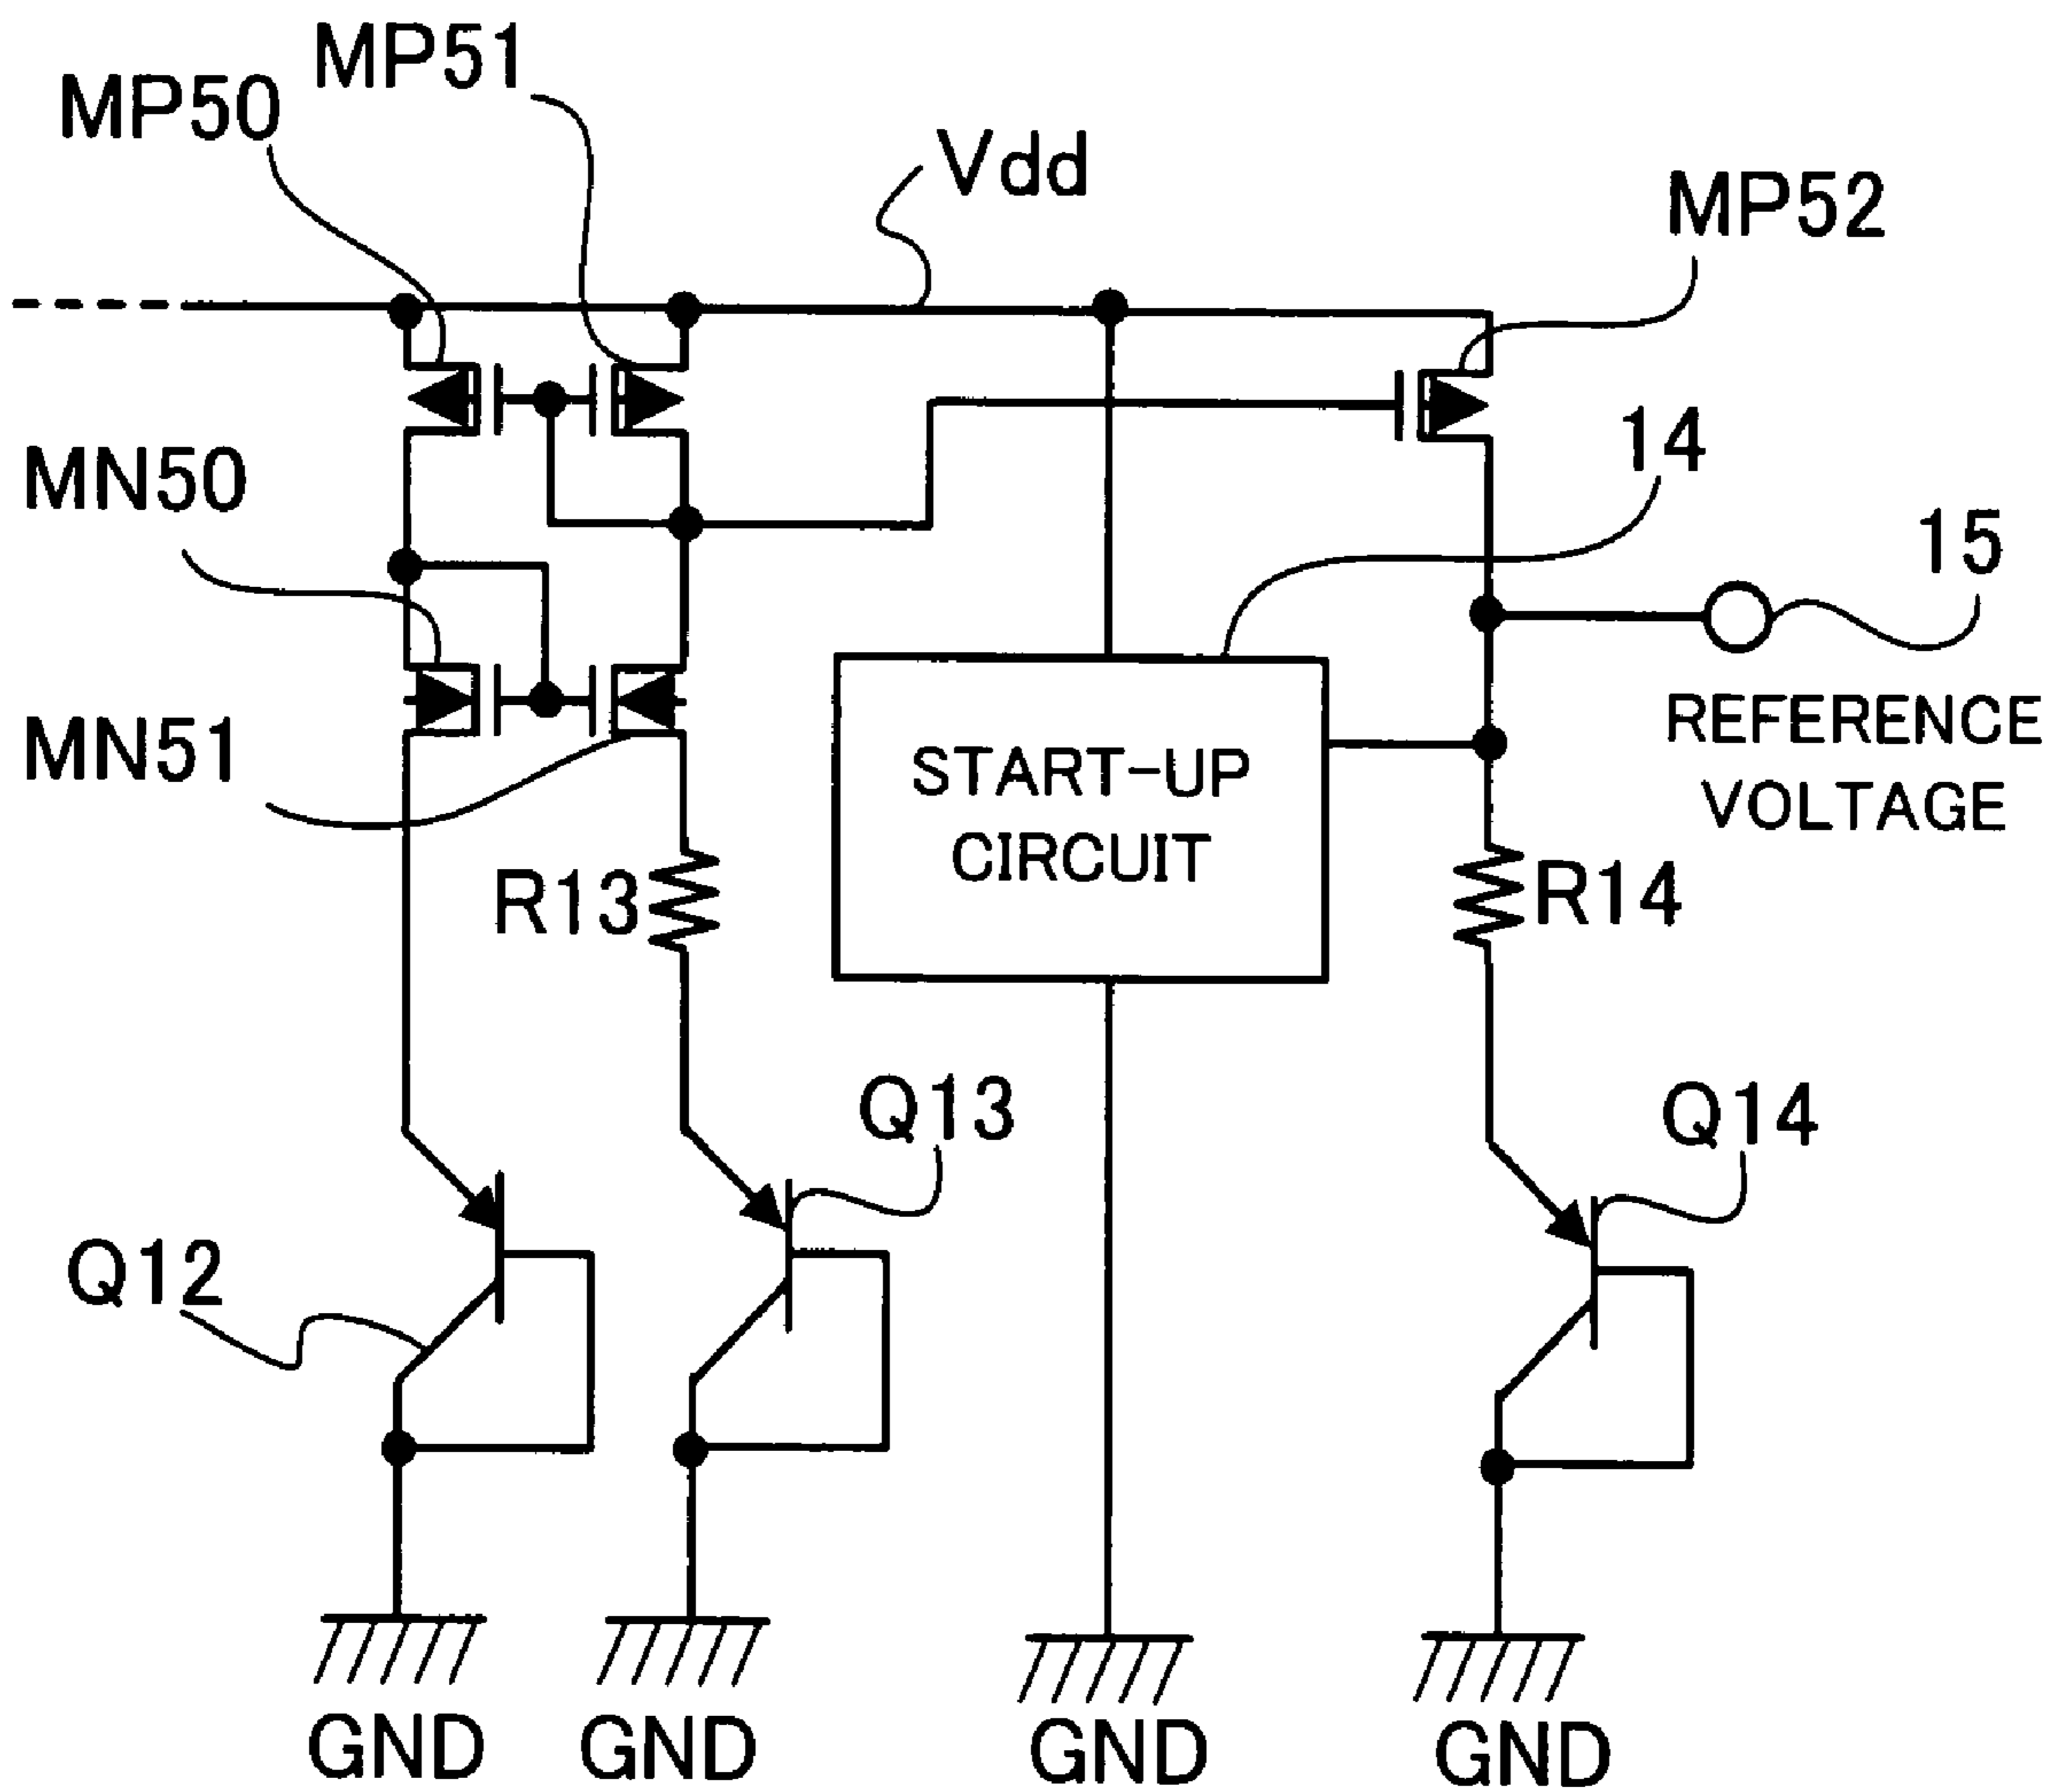 MP51
MP50
Vdd
MP52
14
MN50
15
REFERENCE
VOLTAGE
MN51
START-UP
CIRCUIT
R13
R14
Q13
Q14
Q12
GND
GND
GND
GND